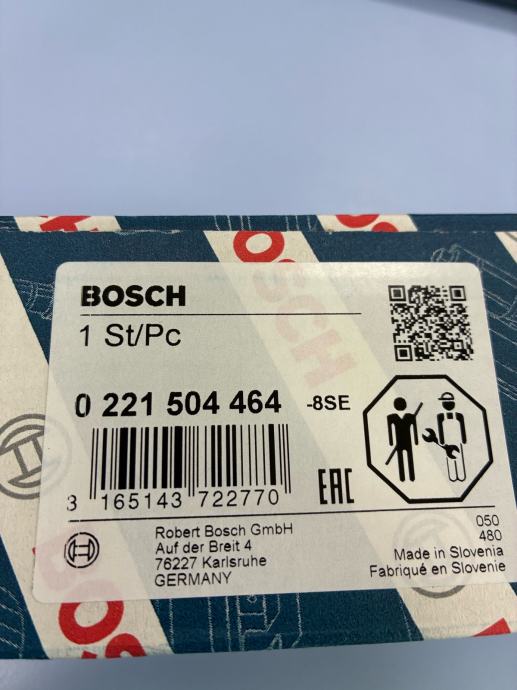 BOSCH
1 St/Pc
0 221 504 464 -8SE
3 165143 722770
EAC
Robert Bosch GmbH
Auf der Breit 4
76227 Karlsruhe
GERMANY
050
480
Made in Slovenia
Fabriqué en Slovenie
BOSCH